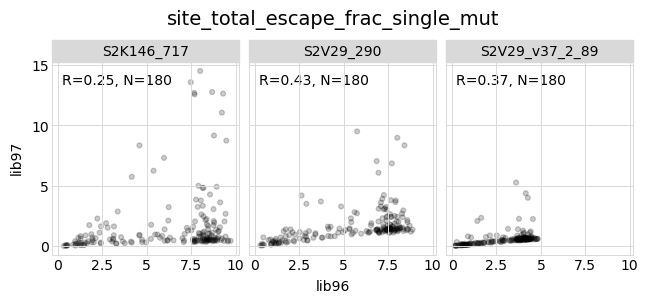 site_total_escape_frac_single_mut
S2K146_717
S2V29_290
S2V29_v37_2_89
R=0.25, N=180
R=0.43, N=180
R=0.37, N=180
15
10
5
0
lib97
0 2.5 5 7.5 10
0 2.5 5 7.5 10
0 2.5 5 7.5 10
lib96